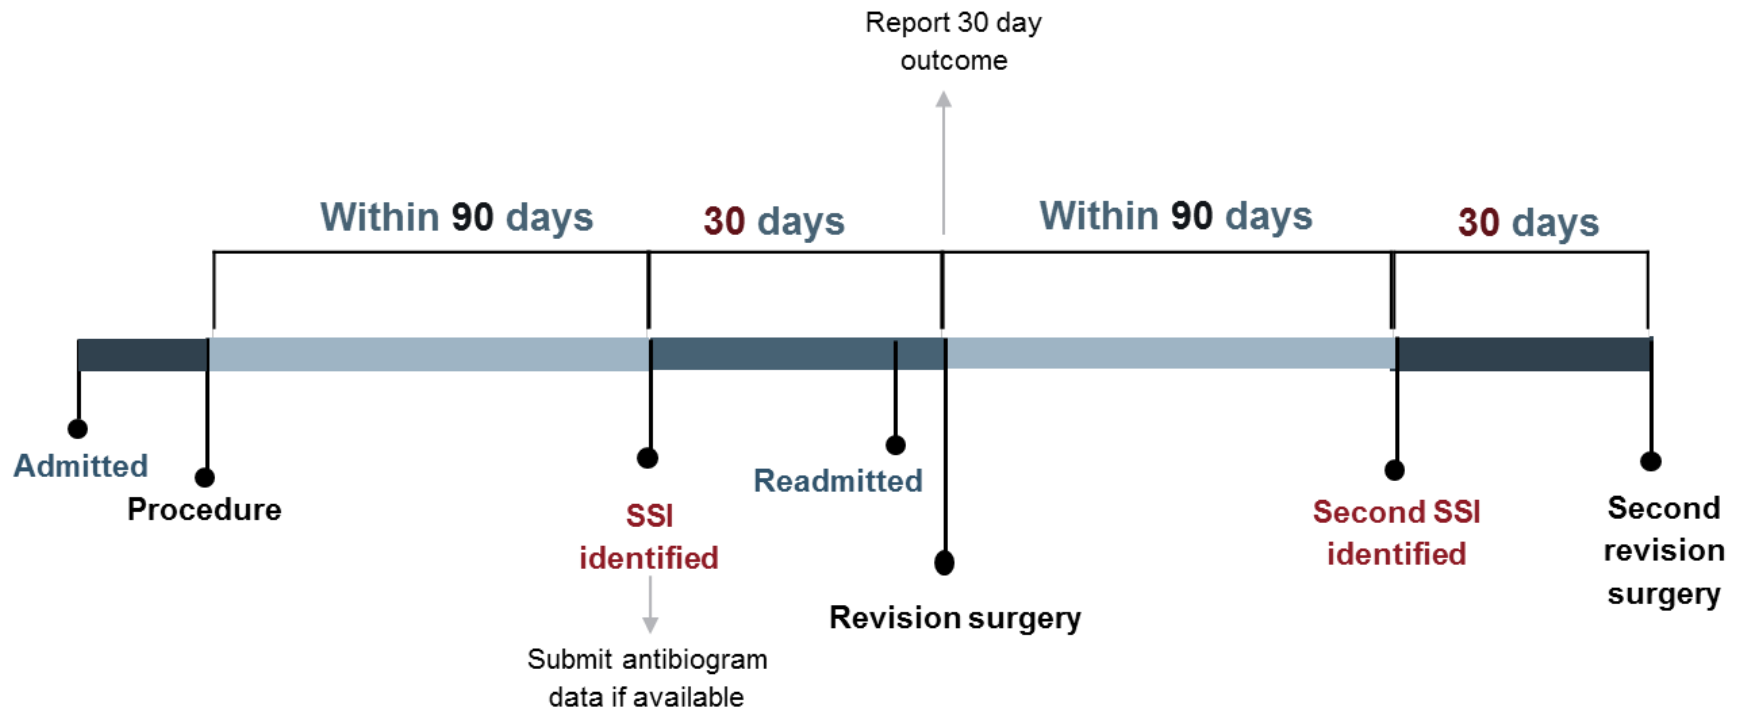 Report 30 day
outcome
Within 90 days
30 days
Within 90 days
30 days
Admitted
Procedure
SSI
identified
Submit antibiogram
data if available
Readmitted
Revision surgery
Second SSI
identified
Second
revision
surgery